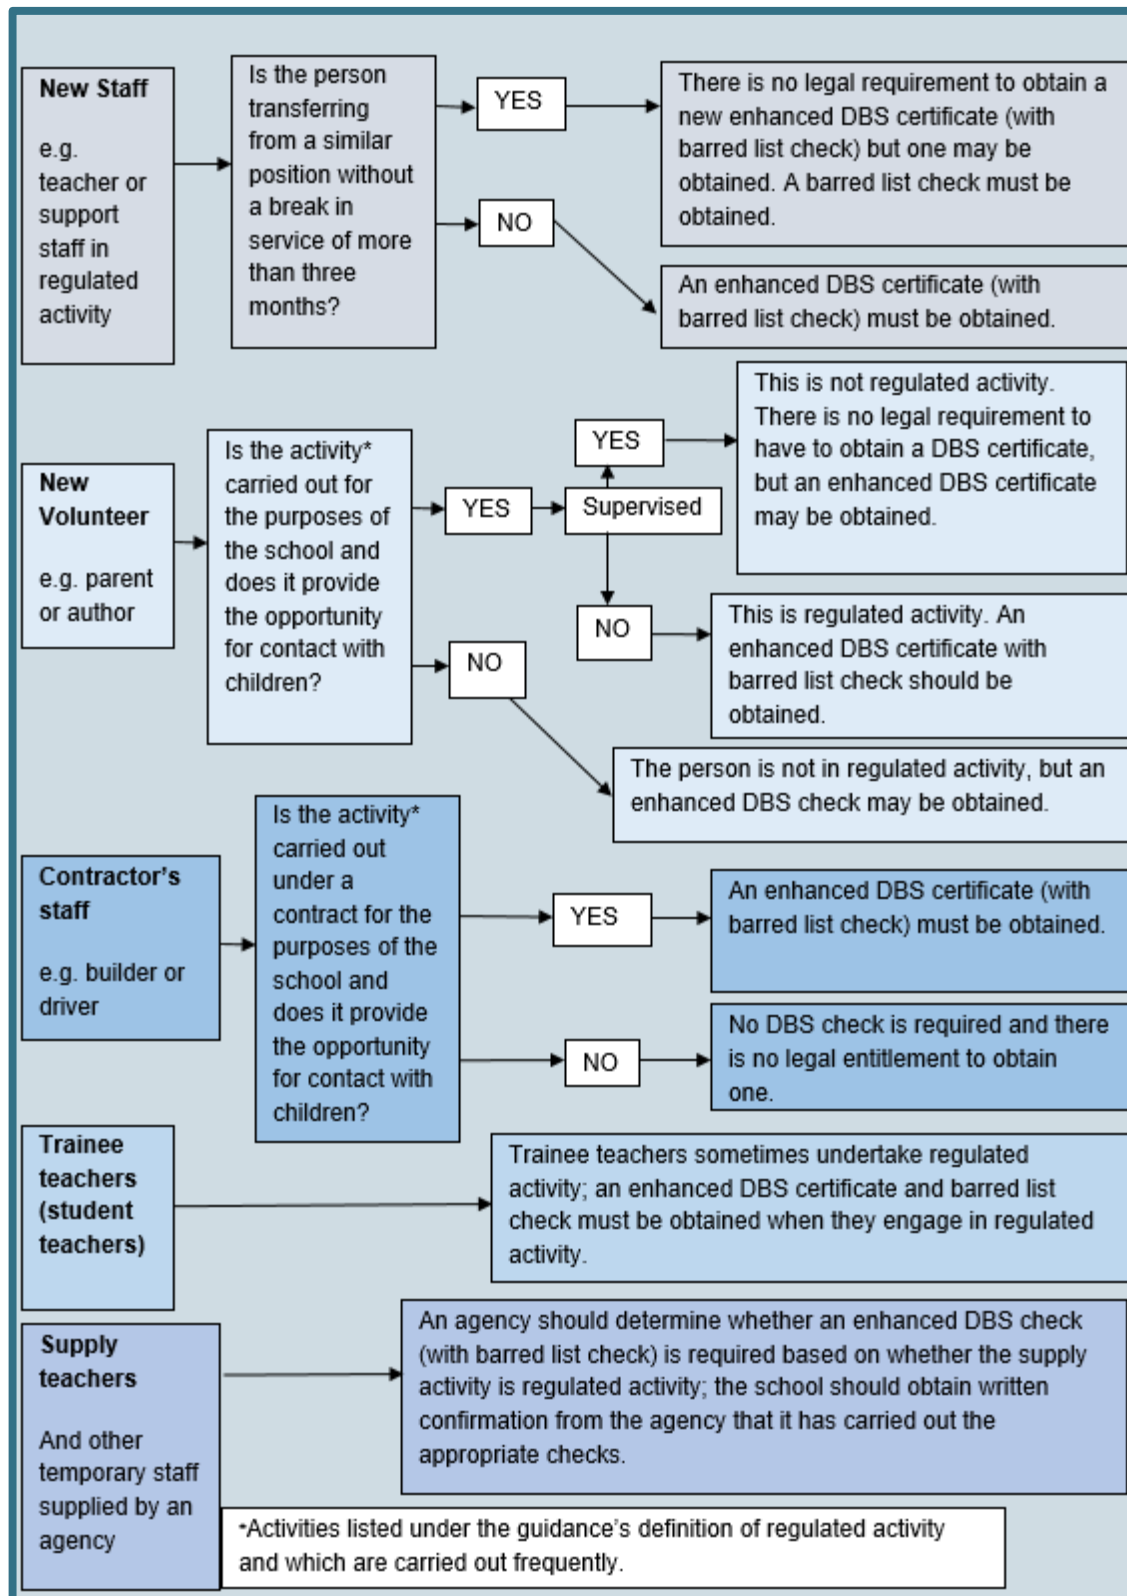 New Staff
e.g.
teacher or
support
staff in
regulated
activity
Is the person
transferring
from a similar
position without
a break in
service of more
than three
months?
YES
There is no legal requirement to obtain a
new enhanced DBS certificate (with
barred list check) but one may be
obtained. A barred list check must be
obtained.
NO
An enhanced DBS certificate (with
barred list check) must be obtained.
New
Volunteer
e.g. parent
or author
Is the activity*
carried out for
the purposes of
the school and
does it provide
the opportunity
for contact with
children?
YES
Supervised
YES
This is not regulated activity.
There is no legal requirement to
have to obtain a DBS certificate,
but an enhanced DBS certificate
may be obtained.
NO
This is regulated activity. An
enhanced DBS certificate with
barred list check should be
obtained.
NO
The person is not in regulated activity, but an
enhanced DBS check may be obtained.
Contractor's
staff
e.g. builder or
driver
Is the activity*
carried out
under a
contract for the
purposes of the
school and
does it provide
the opportunity
for contact with
children?
YES
An enhanced DBS certificate (with
barred list check) must be obtained.
NO
No DBS check is required and there
is no legal entitlement to obtain
one.
Trainee
teachers
(student
teachers)
Trainee teachers sometimes undertake regulated
activity; an enhanced DBS certificate and barred list
check must be obtained when they engage in regulated
activity.
Supply
teachers
And other
temporary staff
supplied by an
agency
An agency should determine whether an enhanced DBS check
(with barred list check) is required based on whether the supply
activity is regulated activity; the school should obtain written
confirmation from the agency that it has carried out the
appropriate checks.
*Activities listed under the guidance's definition of regulated activity
and which are carried out frequently.